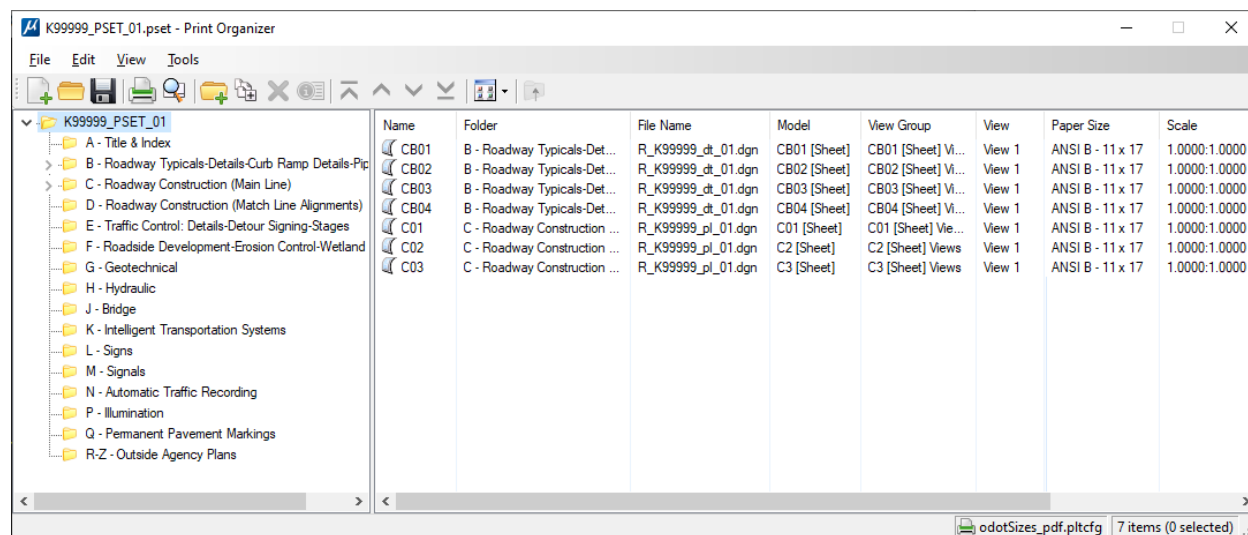 K99999_PSET_01.pset - Print Organizer
File Edit View Tools
K99999_PSET_01
A - Title & Index
B - Roadway Typicals-Details-Curb Ramp Details-Pip
C - Roadway Construction (Main Line)
D - Roadway Construction (Match Line Alignments)
E - Traffic Control: Details-Detour Signing-Stages
F - Roadside Development-Erosion Control-Wetland
G - Geotechnical
H - Hydraulic
J - Bridge
K - Intelligent Transportation Systems
L - Signs
M - Signals
N - Automatic Traffic Recording
P - Illumination
Q - Permanent Pavement Markings
R-Z - Outside Agency Plans
Name Folder File Name Model View Group View Paper Size Scale
CB01 B - Roadway Typicals-Det... R_K99999_dt_01.dgn CB01 [Sheet] CB01 [Sheet] Vi... View 1 ANSI B - 11 x 17 1.0000:1.0000
CB02 B - Roadway Typicals-Det... R_K99999_dt_01.dgn CB02 [Sheet] CB02 [Sheet] Vi... View 1 ANSI B - 11 x 17 1.0000:1.0000
CB03 B - Roadway Typicals-Det... R_K99999_dt_01.dgn CB03 [Sheet] CB03 [Sheet] Vi... View 1 ANSI B - 11 x 17 1.0000:1.0000
CB04 B - Roadway Typicals-Det... R_K99999_dt_01.dgn CB04 [Sheet] CB04 [Sheet] Vi... View 1 ANSI B - 11 x 17 1.0000:1.0000
C01 C - Roadway Construction ... R_K99999_pl_01.dgn C01 [Sheet] C01 [Sheet] Vie... View 1 ANSI B - 11 x 17 1.0000:1.0000
C02 C - Roadway Construction ... R_K99999_pl_01.dgn C2 [Sheet] C2 [Sheet] Views View 1 ANSI B - 11 x 17 1.0000:1.0000
C03 C - Roadway Construction ... R_K99999_pl_01.dgn C3 [Sheet] C3 [Sheet] Views View 1 ANSI B - 11 x 17 1.0000:1.0000
odotSizes_pdf.pltcfg 7 items (0 selected)